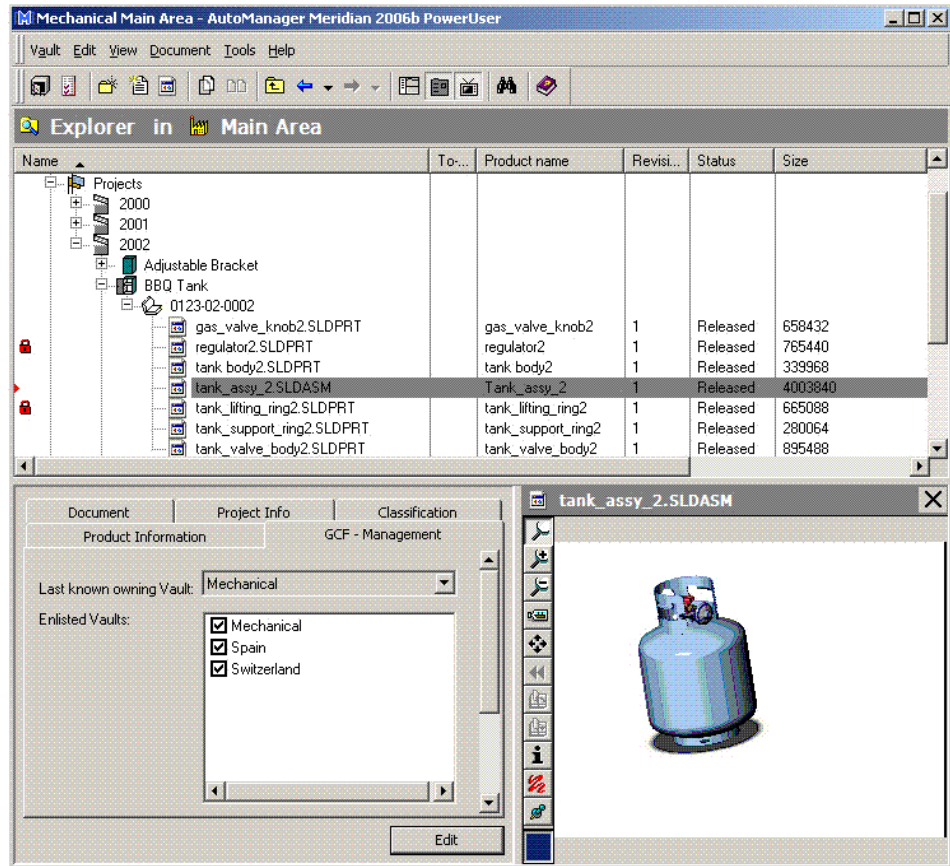 Mechanical Main Area - AutoManager Meridian 2006b PowerUser
Vault Edit View Document Tools Help
Explorer in Main Area
Name To-... Product name Revisi... Status Size
Projects
2000
2001
2002
Adjustable Bracket
BBQ Tank
0123-02-0002
gas_valve_knob2.SLDPRT gas_valve_knob2 1 Released 658432
regulator2.SLDPRT regulator2 1 Released 765440
tank body2.SLDPRT tank body2 1 Released 339968
tank_assy_2.SLDASM Tank_assy_2 1 Released 4003840
tank_lifting_ring2.SLDPRT tank_lifting_ring2 1 Released 665088
tank_support_ring2.SLDPRT tank_support_ring2 1 Released 280064
tank_valve_body2.SLDPRT tank_valve_body2 1 Released 895488
Document Project Info Classification
Product Information GCF - Management
Last known owning Vault: Mechanical
Enlisted Vaults:
Mechanical
Spain
Switzerland
Edit
tank_assy_2.SLDASM